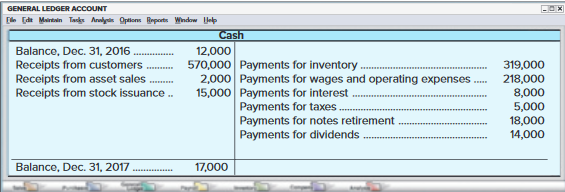 GENERAL LEDGER ACCOUNT
File Edit Maintain Tasks Analysis Options Reports Window Help
Cash
Balance, Dec. 31, 2016 .............. 12,000
Receipts from customers ......... 570,000 Payments for inventory ....................................... 319,000
Receipts from asset sales ........ 2,000 Payments for wages and operating expenses ..... 218,000
Receipts from stock issuance .. 15,000 Payments for interest .......................................... 8,000
Payments for taxes .............................................. 5,000
Payments for notes retirement ........................... 18,000
Payments for dividends ...................................... 14,000
Balance, Dec. 31, 2017 .............. 17,000